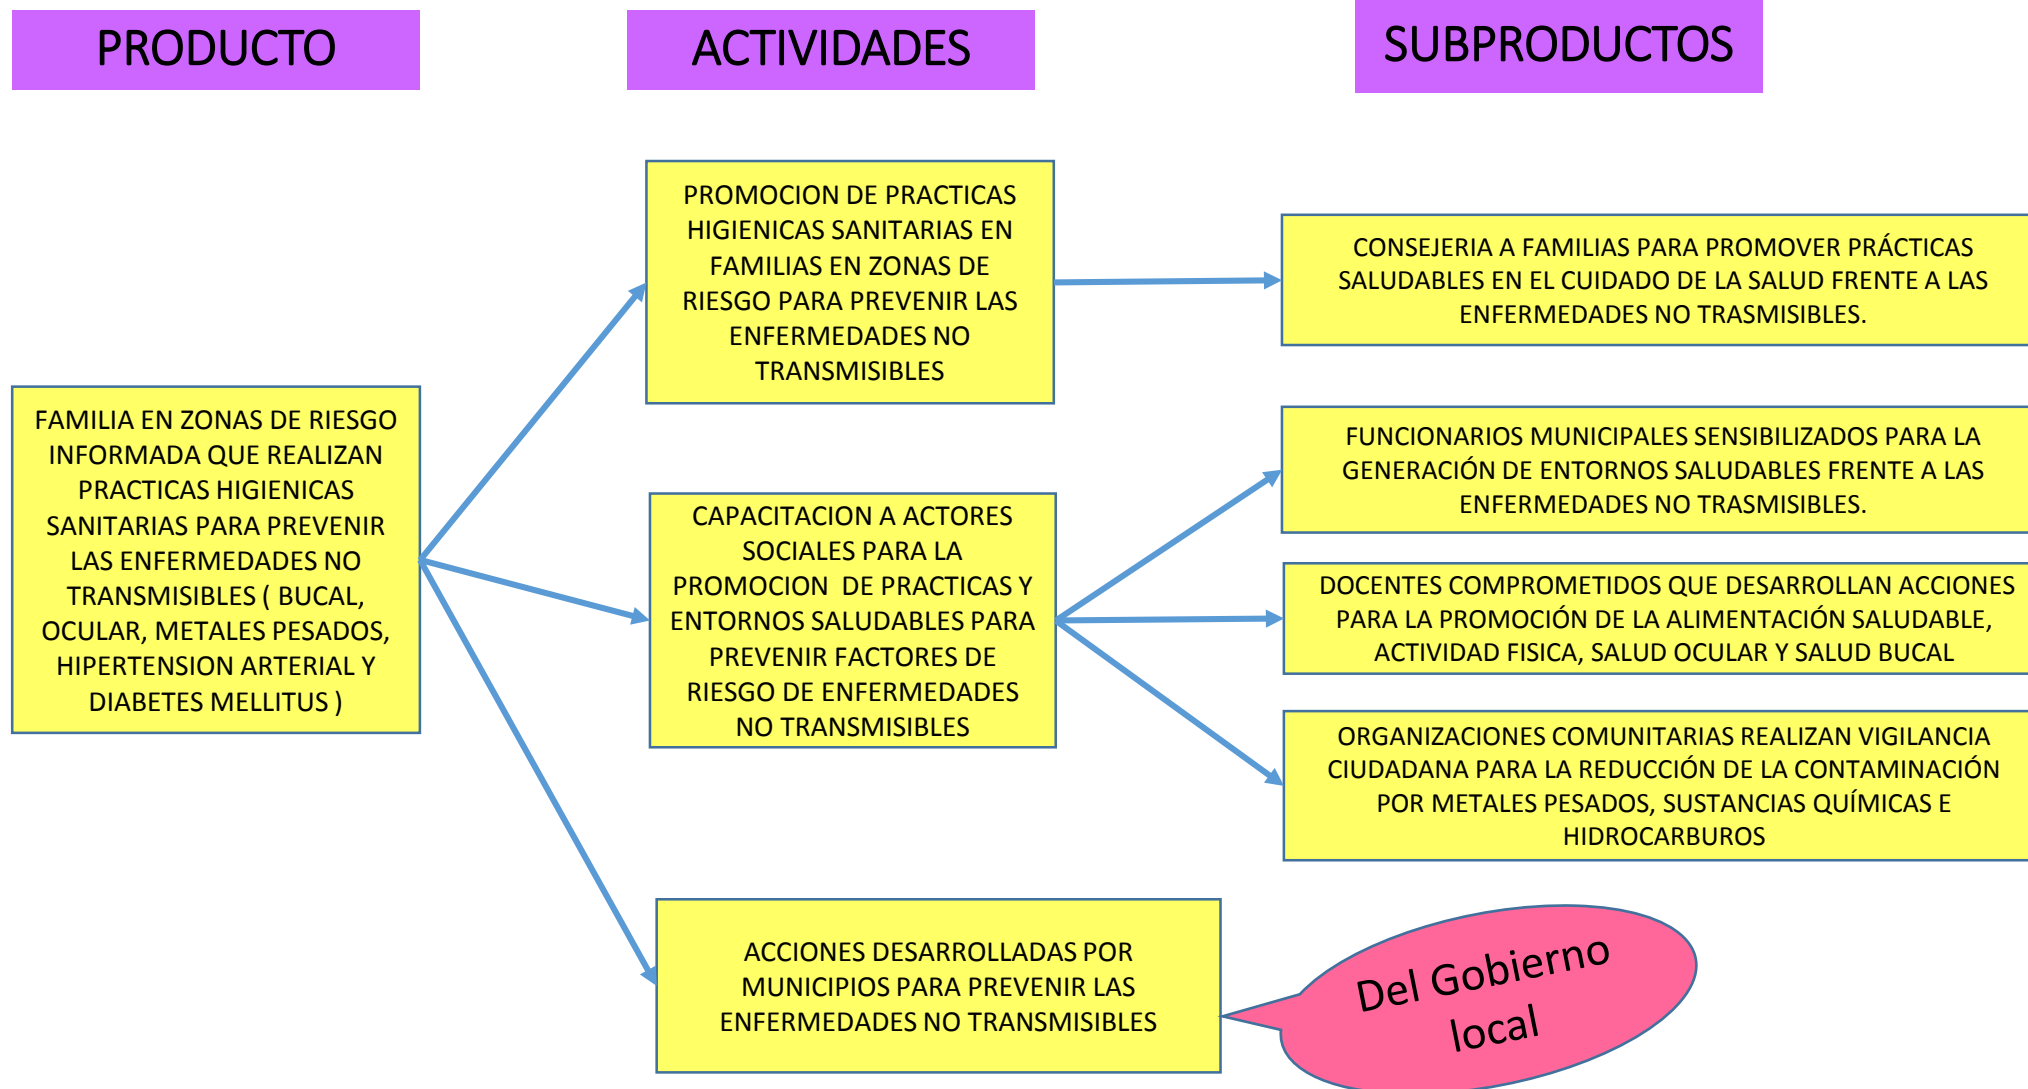 PRODUCTO
ACTIVIDADES
SUBPRODUCTOS
FAMILIA EN ZONAS DE RIESGO
INFORMADA QUE REALIZAN
PRACTICAS HIGIENICAS
SANITARIAS PARA PREVENIR
LAS ENFERMEDADES NO
TRANSMISIBLES ( BUCAL,
OCULAR, METALES PESADOS,
HIPERTENSION ARTERIAL Y
DIABETES MELLITUS )
PROMOCION DE PRACTICAS
HIGIENICAS SANITARIAS EN
FAMILIAS EN ZONAS DE
RIESGO PARA PREVENIR LAS
ENFERMEDADES NO
TRANSMISIBLES
CAPACITACION A ACTORES
SOCIALES PARA LA
PROMOCION DE PRACTICAS Y
ENTORNOS SALUDABLES PARA
PREVENIR FACTORES DE
RIESGO DE ENFERMEDADES
NO TRANSMISIBLES
ACCIONES DESARROLLADAS POR
MUNICIPIOS PARA PREVENIR LAS
ENFERMEDADES NO TRANSMISIBLES
CONSEJERIA A FAMILIAS PARA PROMOVER PRÁCTICAS
SALUDABLES EN EL CUIDADO DE LA SALUD FRENTE A LAS
ENFERMEDADES NO TRASMISIBLES.
FUNCIONARIOS MUNICIPALES SENSIBILIZADOS PARA LA
GENERACIÓN DE ENTORNOS SALUDABLES FRENTE A LAS
ENFERMEDADES NO TRASMISIBLES.
DOCENTES COMPROMETIDOS QUE DESARROLLAN ACCIONES
PARA LA PROMOCIÓN DE LA ALIMENTACIÓN SALUDABLE,
ACTIVIDAD FISICA, SALUD OCULAR Y SALUD BUCAL
ORGANIZACIONES COMUNITARIAS REALIZAN VIGILANCIA
CIUDADANA PARA LA REDUCCIÓN DE LA CONTAMINACIÓN
POR METALES PESADOS, SUSTANCIAS QUÍMICAS E
HIDROCARBUROS
Del Gobierno
local